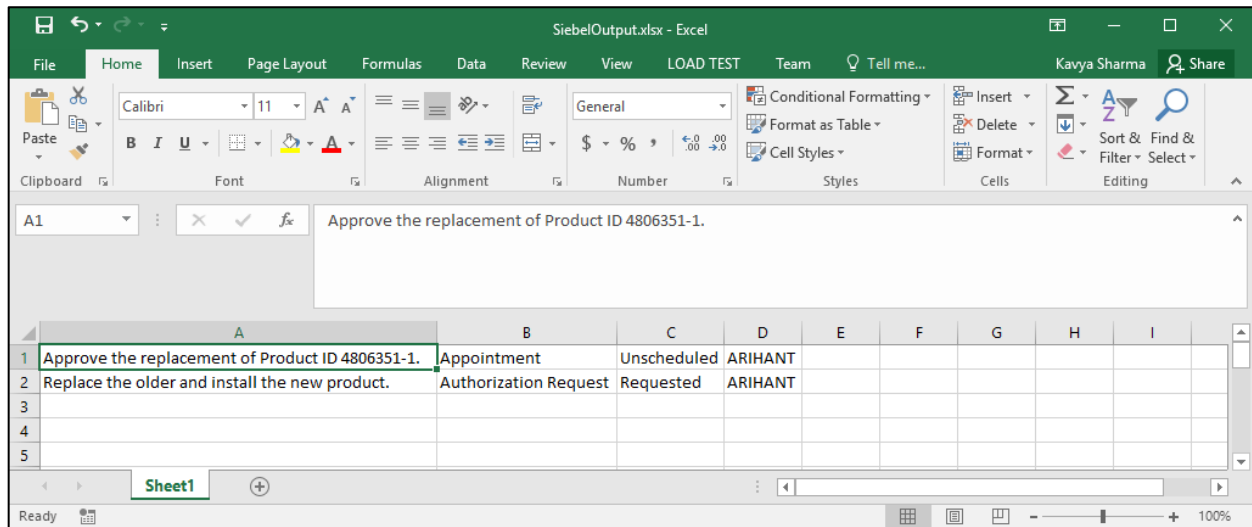 SiebelOutput.xlsx - Excel
File Home Insert Page Layout Formulas Data Review View LOAD TEST Team Tell me... Kavya Sharma Share
Paste
Calibri 11 A A
B I U A
General
$ % , .0 .00 .00 .0
Conditional Formatting
Format as Table
Cell Styles
Insert
Delete
Format
Σ A Z
Sort & Find &
Filter Select
Clipboard Font Alignment Number Styles Cells Editing
A1 fx Approve the replacement of Product ID 4806351-1.
A B C D E F G H I
1 Approve the replacement of Product ID 4806351-1. Appointment Unscheduled ARIHANT
2 Replace the older and install the new product. Authorization Request Requested ARIHANT
3
4
5
Sheet1
Ready 100%